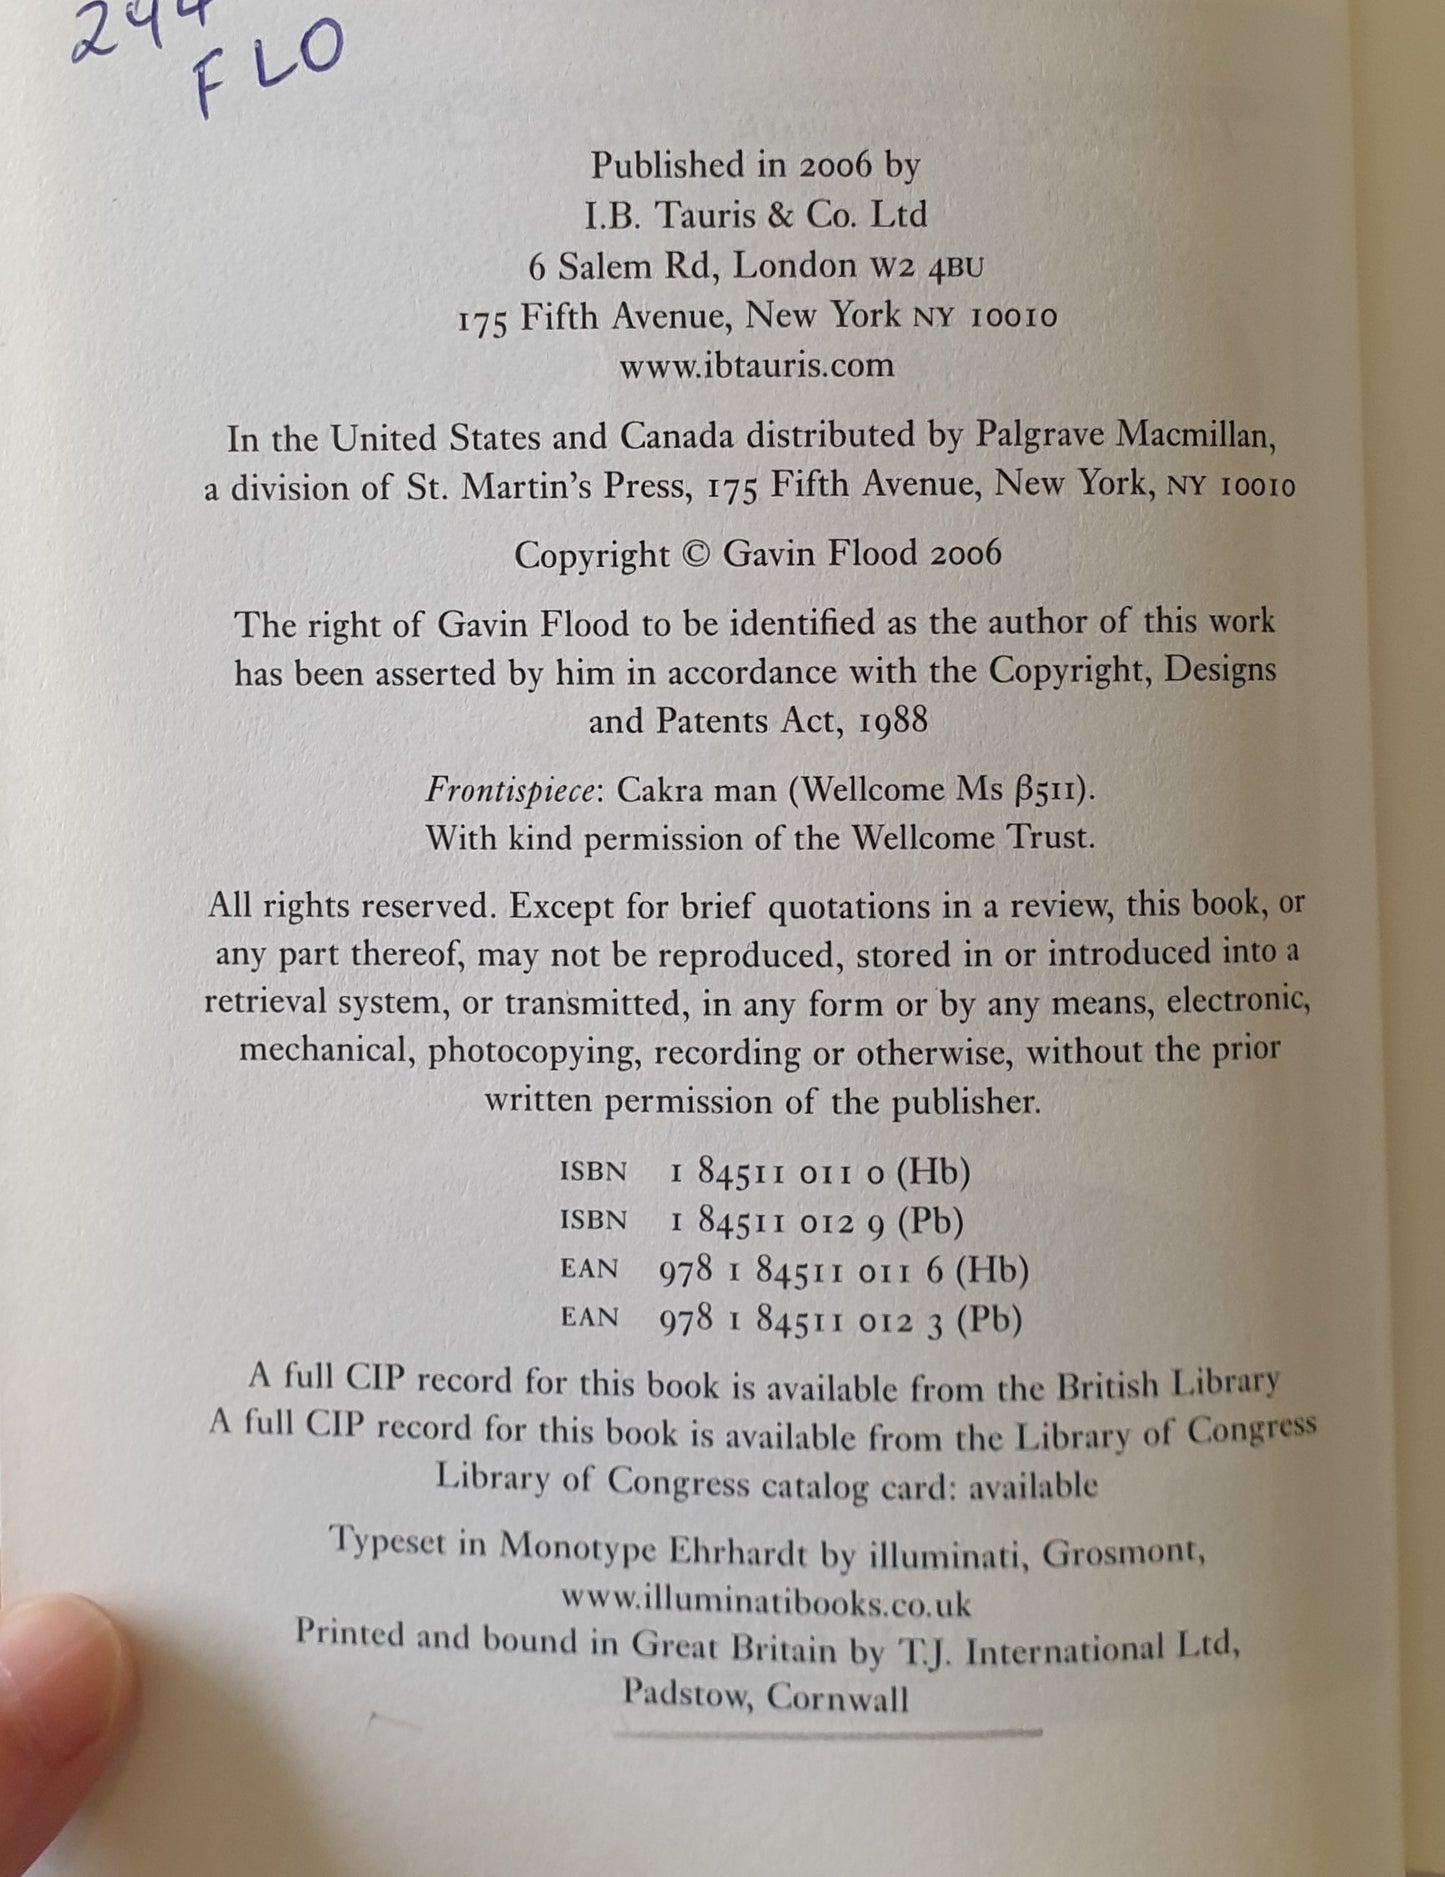 244
FLO
Published in 2006 by
I.B. Tauris & Co. Ltd
6 Salem Rd, London W2 4BU
175 Fifth Avenue, New York NY 10010
www.ibtauris.com
In the United States and Canada distributed by Palgrave Macmillan,
a division of St. Martin's Press, 175 Fifth Avenue, New York, NY 10010
Copyright © Gavin Flood 2006
The right of Gavin Flood to be identified as the author of this work
has been asserted by him in accordance with the Copyright, Designs
and Patents Act, 1988
Frontispiece: Cakra man (Wellcome Ms β511).
With kind permission of the Wellcome Trust.
All rights reserved. Except for brief quotations in a review, this book, or
any part thereof, may not be reproduced, stored in or introduced into a
retrieval system, or transmitted, in any form or by any means, electronic,
mechanical, photocopying, recording or otherwise, without the prior
written permission of the publisher.
ISBN 1 84511 011 0 (Hb)
ISBN 1 84511 012 9 (Pb)
EAN 978 1 84511 011 6 (Hb)
EAN 978 1 84511 012 3 (Pb)
A full CIP record for this book is available from the British Library
A full CIP record for this book is available from the Library of Congress
Library of Congress catalog card: available
Typeset in Monotype Ehrhardt by illuminati, Grosmont,
www.illuminatibooks.co.uk
Printed and bound in Great Britain by T.J. International Ltd,
Padstow, Cornwall